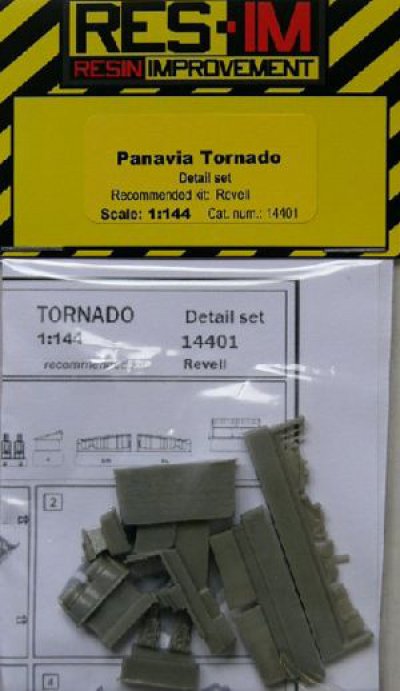 RES-IM
RESIN IMPROVEMENT
Panavia Tornado
Detail set
Recommended kit: Revell
Scale: 1:144 Cat. num.: 14401
TORNADO Detail set
1:144 14401
recommended Revell
2
4